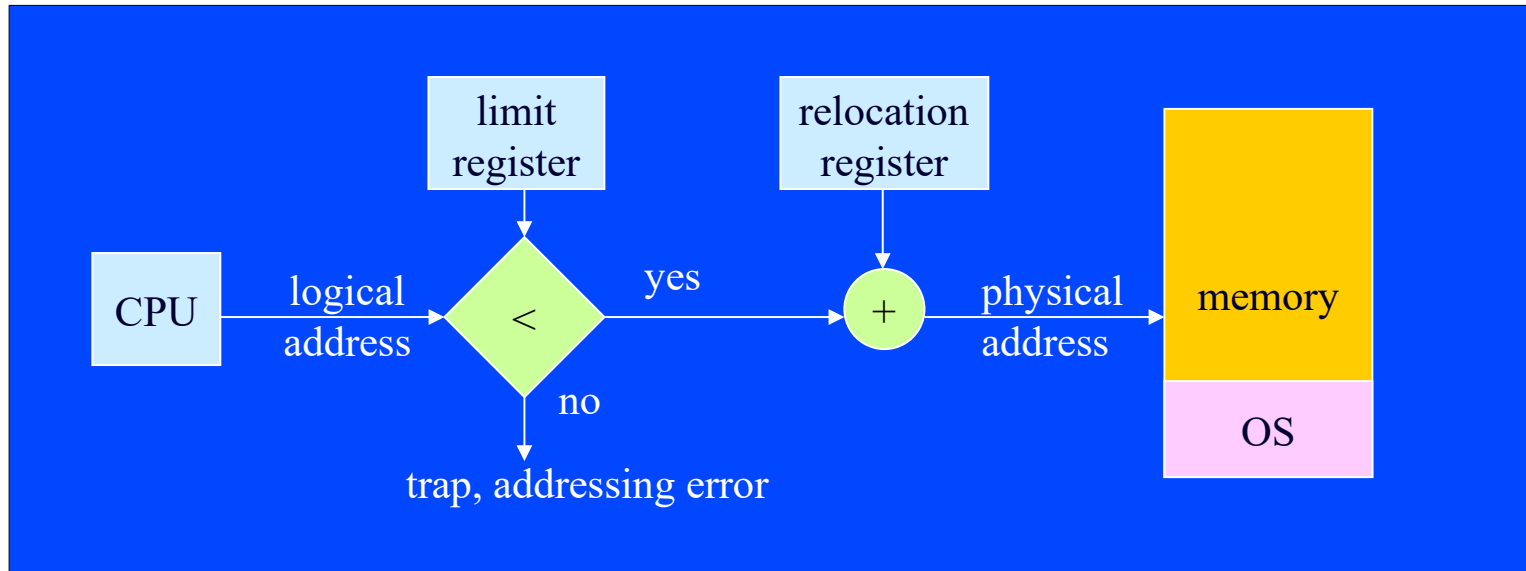 limit
register
relocation
register
CPU
logical
address
<
yes
+
physical
address
memory
no
OS
trap, addressing error